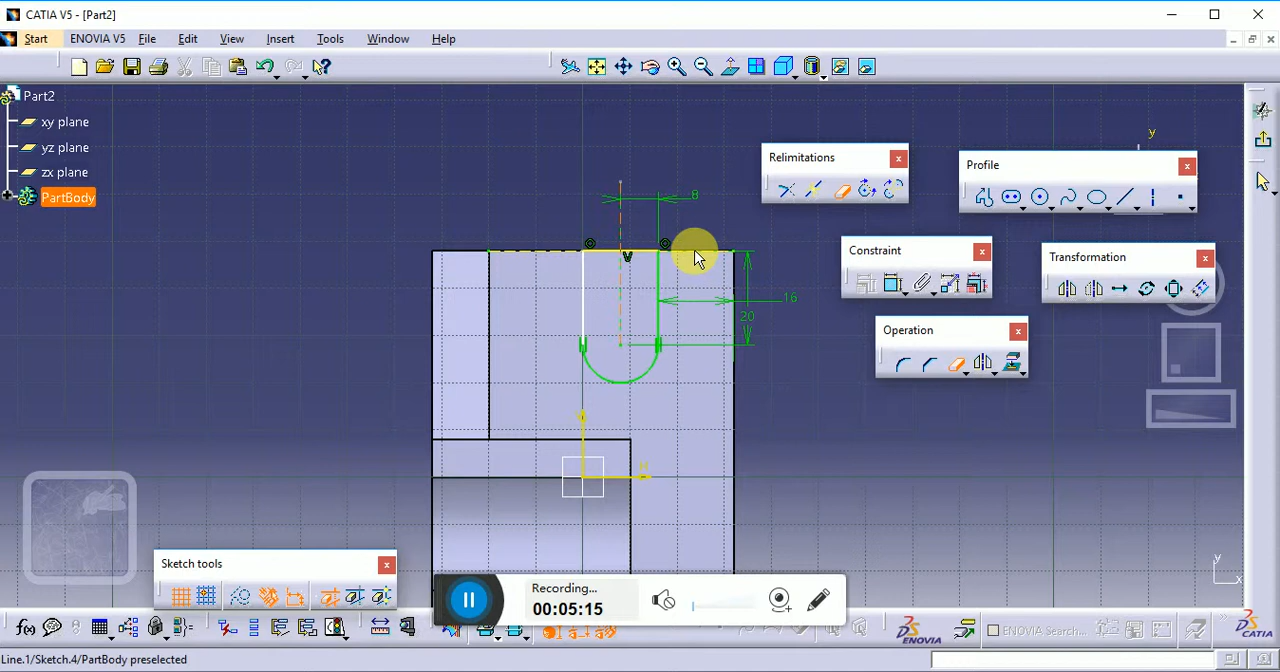 CATIA V5 - [Part2]
Start ENOVIA V5 File Edit View Insert Tools Window Help
Part2
xy plane
yz plane
zx plane
PartBody
Relimitations
Profile
Constraint
Transformation
Operation
8
16
20
V
H
y
Sketch tools
Recording...
00:05:15
y
x
f(x)
ENOVIA
ENOVIA Search...
CATIA
Line.1/Sketch.4/PartBody preselected